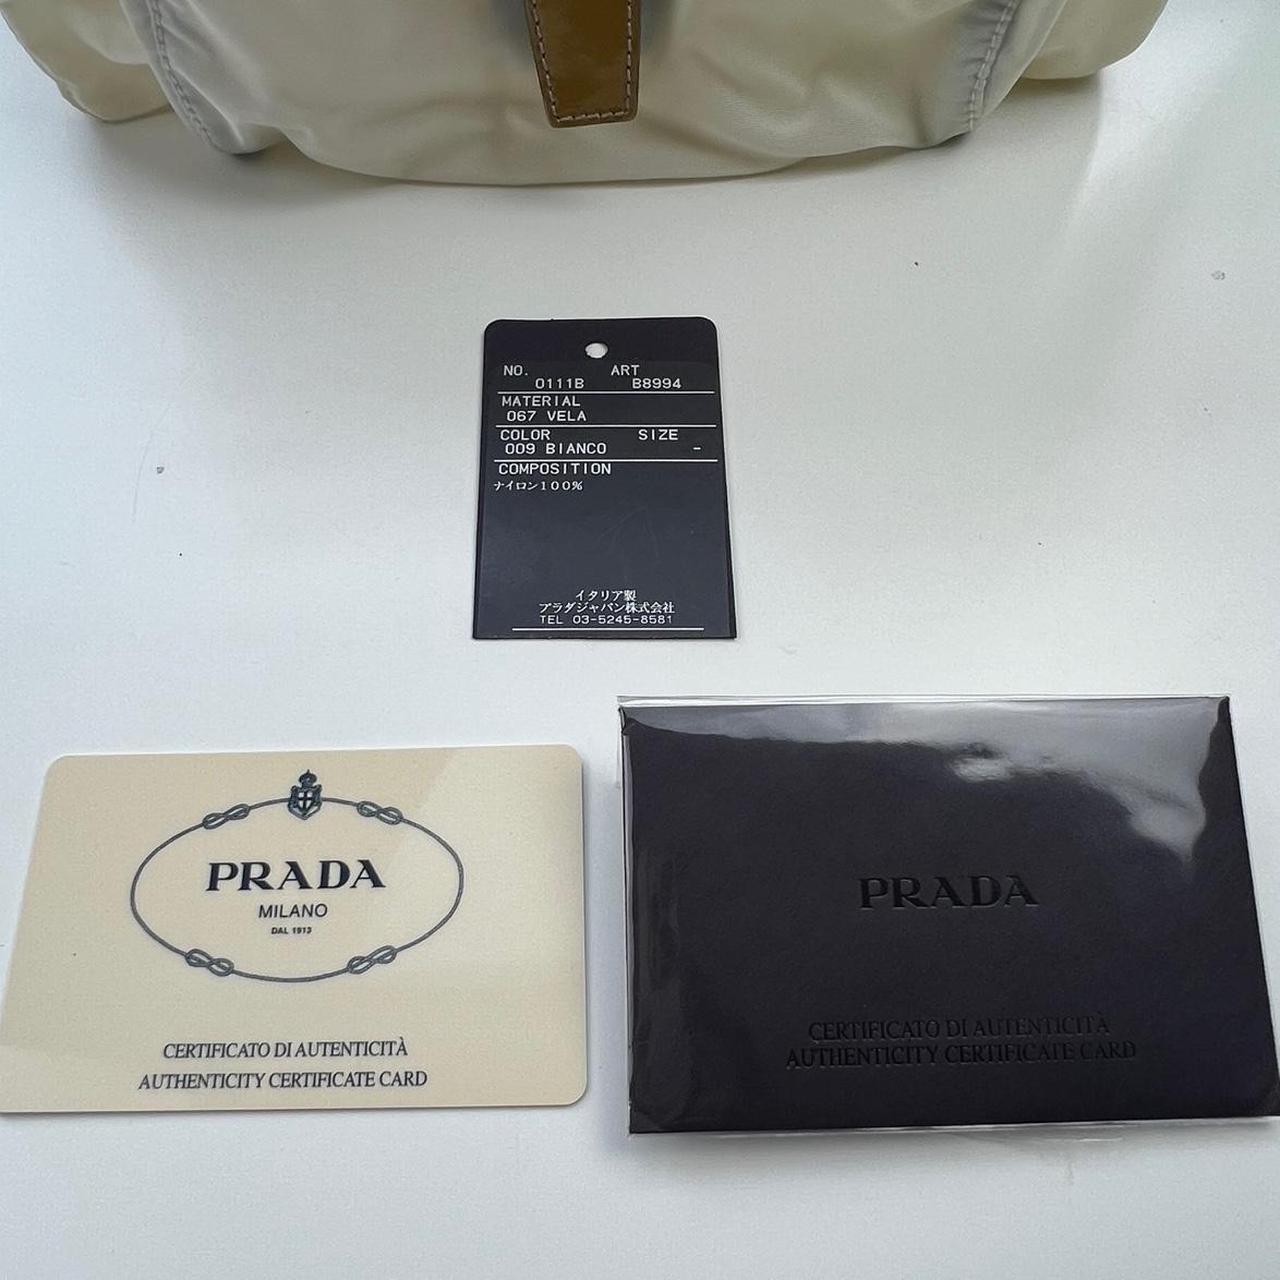 NO. ART
0111B B8994
MATERIAL
067 VELA
COLOR SIZE
009 BIANCO -
COMPOSITION
ナイロン100%
イタリア製
プラダジャパン株式会社
TEL 03-5245-8581
PRADA
MILANO
DAL 1913
CERTIFICATO DI AUTENTICITÀ
AUTHENTICITY CERTIFICATE CARD
PRADA
CERTIFICATO DI AUTENTICITÀ
AUTHENTICITY CERTIFICATE CARD